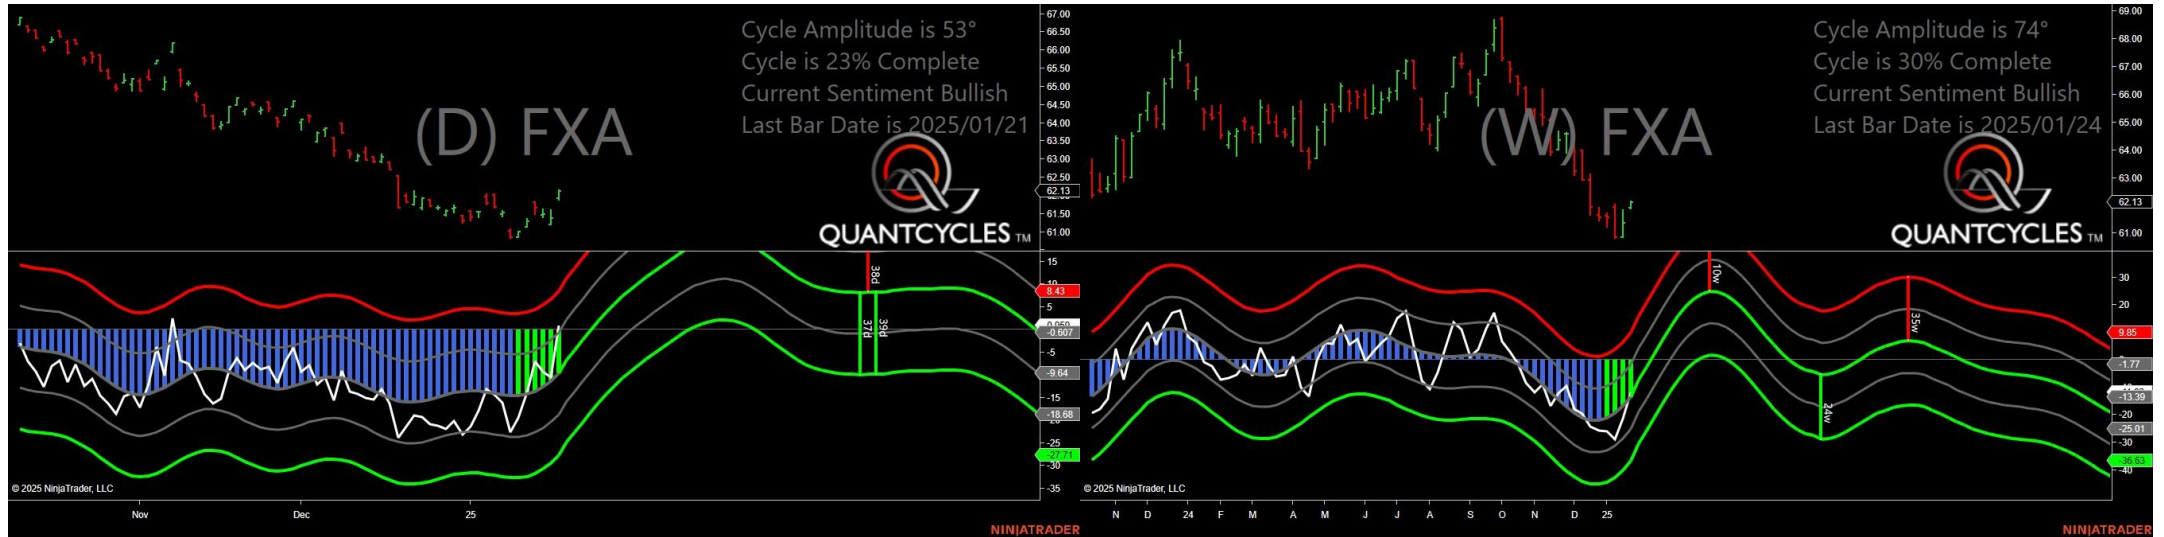 Cycle Amplitude is 53°
Cycle is 23% Complete
Current Sentiment Bullish
Last Bar Date is 2025/01/21
(D) FXA
QUANTCYCLES TM
67.00
66.50
66.00
65.50
65.00
64.50
64.00
63.50
63.00
62.50
62.13
61.50
61.00
38d
37d
39d
15
10
8.43
5
-0.607
-5
-9.64
-15
-18.68
-25
-27.71
-30
-35
© 2025 NinjaTrader, LLC
Nov
Dec
25
NINJATRADER
Cycle Amplitude is 74°
Cycle is 30% Complete
Current Sentiment Bullish
Last Bar Date is 2025/01/24
(W) FXA
QUANTCYCLES TM
69.00
68.00
67.00
66.00
65.00
64.00
63.00
62.13
61.00
10w
35w
24w
30
20
9.85
-1.77
-13.39
-20
-25.01
-30
-36.63
-40
© 2025 NinjaTrader, LLC
N D 24 F M A M J J A S O N D 25
NINJATRADER